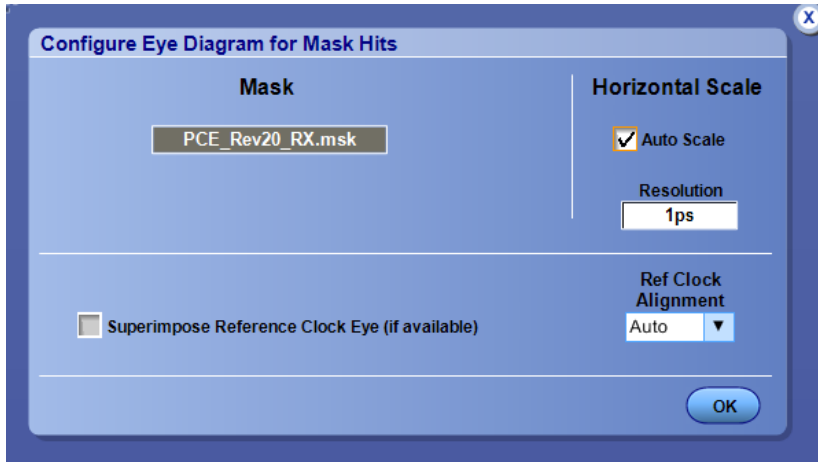 X
Configure Eye Diagram for Mask Hits
Mask
PCE_Rev20_RX.msk
Horizontal Scale
Auto Scale
Resolution
1ps
Superimpose Reference Clock Eye (if available)
Ref Clock
Alignment
Auto
OK